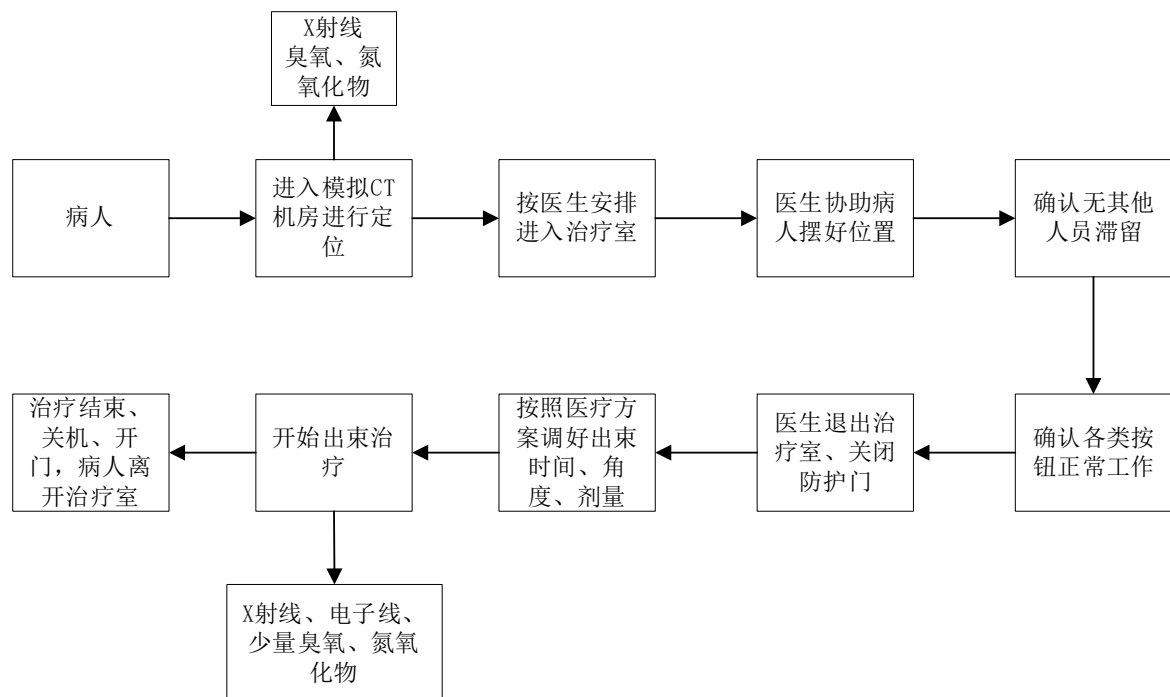 X射线
臭氧、氮
氧化物
病人
进入模拟CT
机房进行定
位
按医生安排
进入治疗室
医生协助病
人摆好位置
确认无其他
人员滞留
治疗结束、
关机、开
门，病人离
开治疗室
开始出束治
疗
按照医疗方
案调好出束
时间、角
度、剂量
医生退出治
疗室、关闭
防护门
确认各类按
钮正常工作
X射线、电子线、
少量臭氧、氮氧
化物